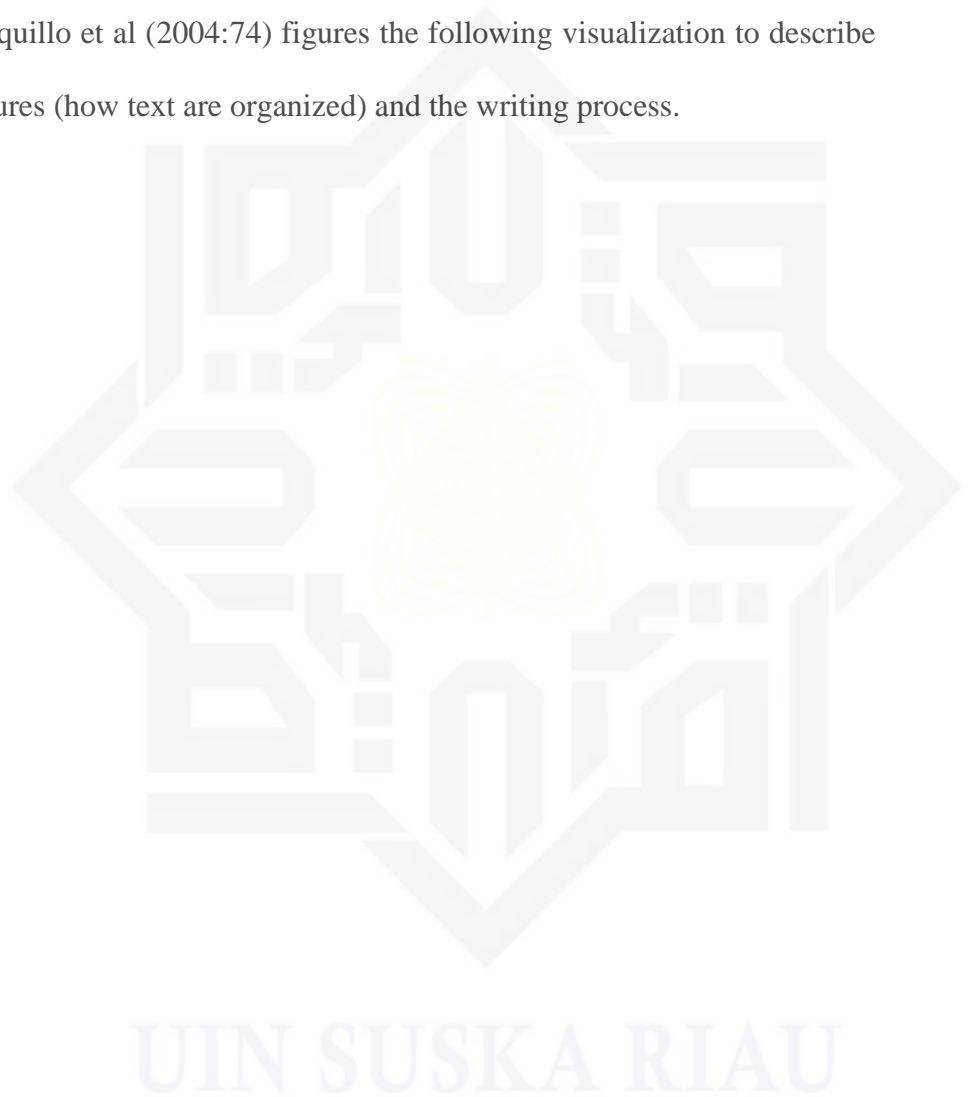 quillo et al (2004:74) figures the following visualization to describe
ures (how text are organized) and the writing process.
UIN SUSKA RIAU